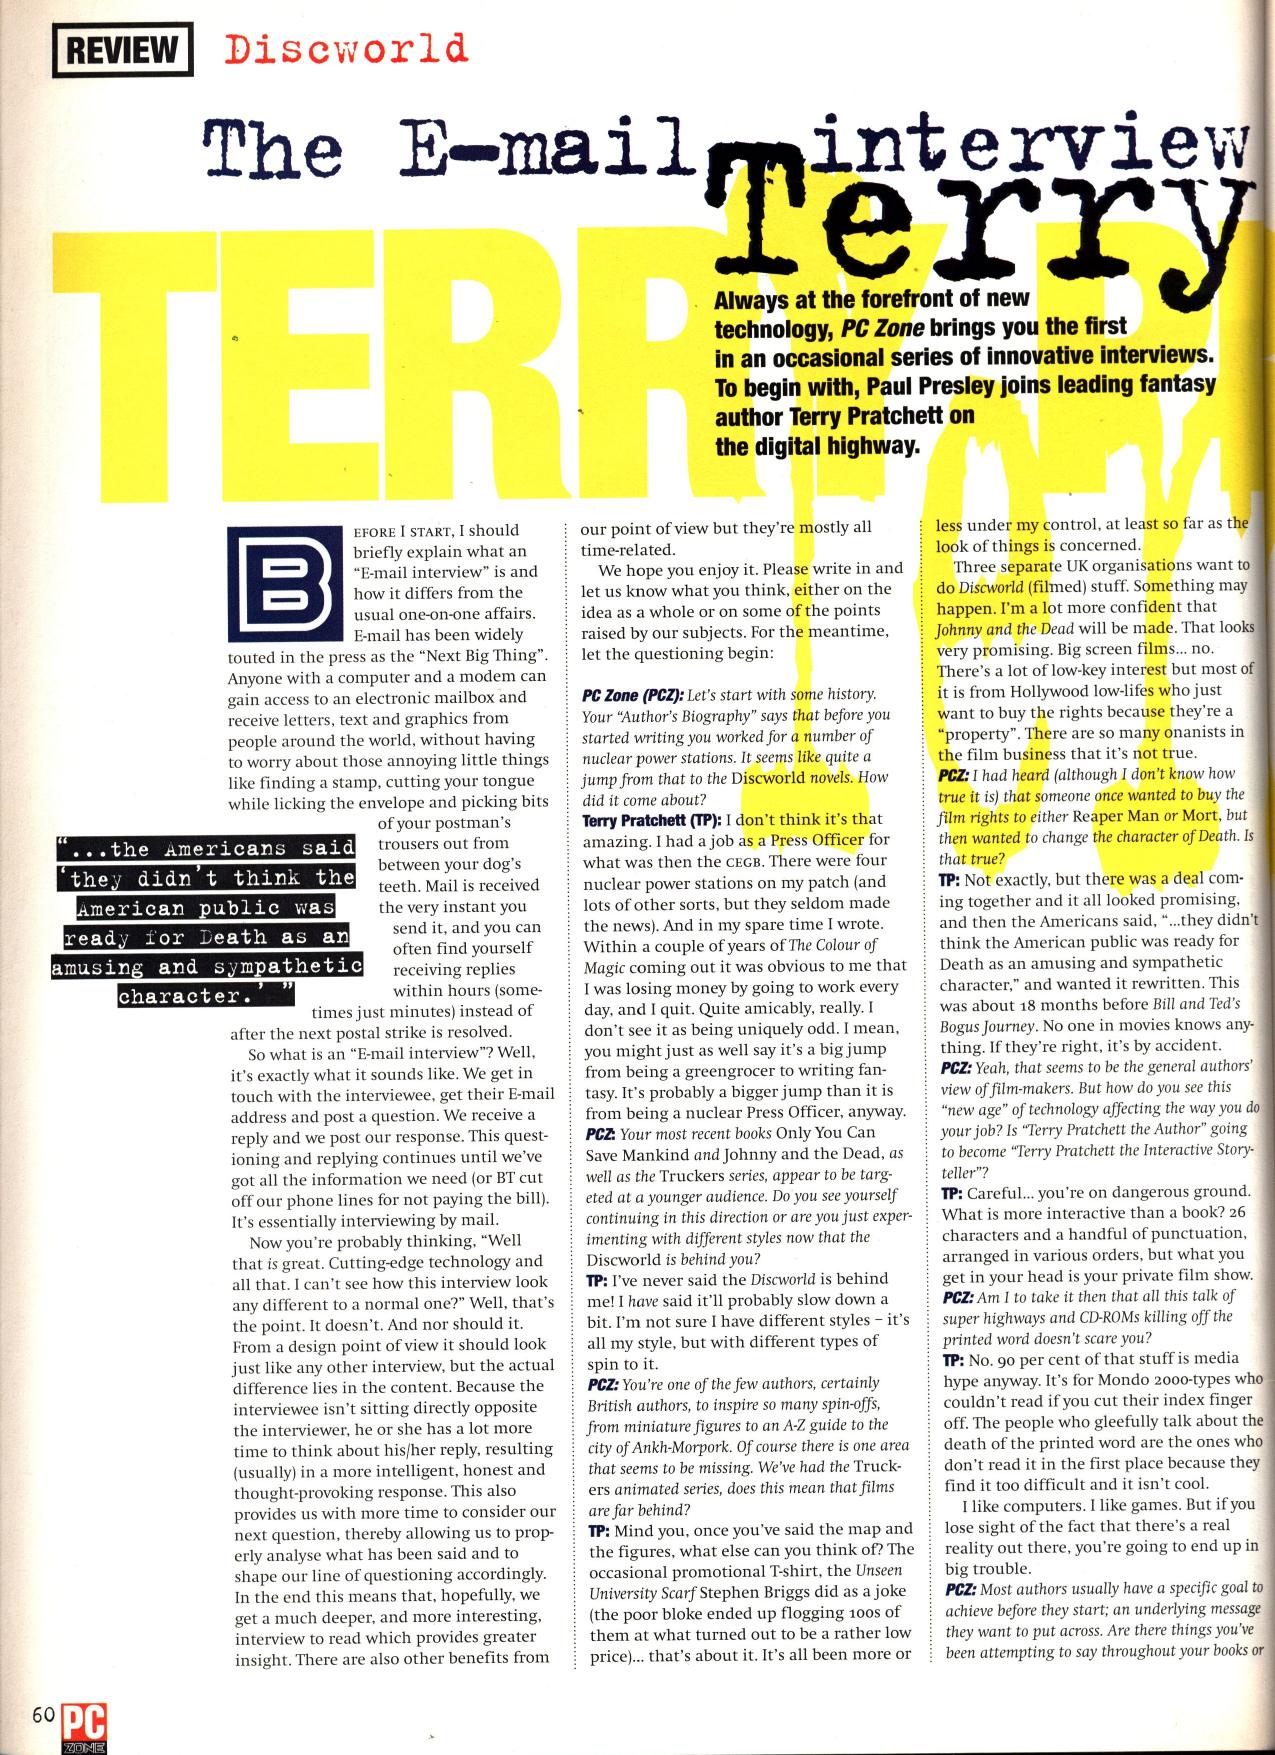 REVIEW Discworld
The E-mail interview
Terry
TERRY PR
Always at the forefront of new
technology, PC Zone brings you the first
in an occasional series of innovative interviews.
To begin with, Paul Presley joins leading fantasy
author Terry Pratchett on
the digital highway.
BEFORE I START, I should
briefly explain what an
“E-mail interview” is and
how it differs from the
usual one-on-one affairs.
E-mail has been widely
touted in the press as the “Next Big Thing”.
Anyone with a computer and a modem can
gain access to an electronic mailbox and
receive letters, text and graphics from
people around the world, without having
to worry about those annoying little things
like finding a stamp, cutting your tongue
while licking the envelope and picking bits
of your postman’s
trousers out from
between your dog’s
teeth. Mail is received
the very instant you
send it, and you can
often find yourself
receiving replies
within hours (some-
times just minutes) instead of
after the next postal strike is resolved.
So what is an “E-mail interview”? Well,
it’s exactly what it sounds like. We get in
touch with the interviewee, get their E-mail
address and post a question. We receive a
reply and we post our response. This quest-
ioning and replying continues until we’ve
got all the information we need (or BT cut
off our phone lines for not paying the bill).
It’s essentially interviewing by mail.
Now you’re probably thinking, “Well
that is great. Cutting-edge technology and
all that. I can’t see how this interview look
any different to a normal one?” Well, that’s
the point. It doesn’t. And nor should it.
From a design point of view it should look
just like any other interview, but the actual
difference lies in the content. Because the
interviewee isn’t sitting directly opposite
the interviewer, he or she has a lot more
time to think about his/her reply, resulting
(usually) in a more intelligent, honest and
thought-provoking response. This also
provides us with more time to consider our
next question, thereby allowing us to prop-
erly analyse what has been said and to
shape our line of questioning accordingly.
In the end this means that, hopefully, we
get a much deeper, and more interesting,
interview to read which provides greater
insight. There are also other benefits from
“...the Americans said
‘they didn’t think the
American public was
ready for Death as an
amusing and sympathetic
character.’ ”
our point of view but they’re mostly all
time-related.
We hope you enjoy it. Please write in and
let us know what you think, either on the
idea as a whole or on some of the points
raised by our subjects. For the meantime,
let the questioning begin:
PC Zone (PCZ): Let’s start with some history.
Your “Author’s Biography” says that before you
started writing you worked for a number of
nuclear power stations. It seems like quite a
jump from that to the Discworld novels. How
did it come about?
Terry Pratchett (TP): I don’t think it’s that
amazing. I had a job as a Press Officer for
what was then the CEGB. There were four
nuclear power stations on my patch (and
lots of other sorts, but they seldom made
the news). And in my spare time I wrote.
Within a couple of years of The Colour of
Magic coming out it was obvious to me that
I was losing money by going to work every
day, and I quit. Quite amicably, really. I
don’t see it as being uniquely odd. I mean,
you might just as well say it’s a big jump
from being a greengrocer to writing fan-
tasy. It’s probably a bigger jump than it is
from being a nuclear Press Officer, anyway.
PCZ: Your most recent books Only You Can
Save Mankind and Johnny and the Dead, as
well as the Truckers series, appear to be targ-
eted at a younger audience. Do you see yourself
continuing in this direction or are you just exper-
imenting with different styles now that the
Discworld is behind you?
TP: I’ve never said the Discworld is behind
me! I have said it’ll probably slow down a
bit. I’m not sure I have different styles – it’s
all my style, but with different types of
spin to it.
PCZ: You’re one of the few authors, certainly
British authors, to inspire so many spin-offs,
from miniature figures to an A-Z guide to the
city of Ankh-Morpork. Of course there is one area
that seems to be missing. We’ve had the Truck-
ers animated series, does this mean that films
are far behind?
TP: Mind you, once you’ve said the map and
the figures, what else can you think of? The
occasional promotional T-shirt, the Unseen
University Scarf Stephen Briggs did as a joke
(the poor bloke ended up flogging 100s of
them at what turned out to be a rather low
price)... that’s about it. It’s all been more or
less under my control, at least so far as the
look of things is concerned.
Three separate UK organisations want to
do Discworld (filmed) stuff. Something may
happen. I’m a lot more confident that
Johnny and the Dead will be made. That looks
very promising. Big screen films... no.
There’s a lot of low-key interest but most of
it is from Hollywood low-lifes who just
want to buy the rights because they’re a
“property”. There are so many onanists in
the film business that it’s not true.
PCZ: I had heard (although I don’t know how
true it is) that someone once wanted to buy the
film rights to either Reaper Man or Mort, but
then wanted to change the character of Death. Is
that true?
TP: Not exactly, but there was a deal com-
ing together and it all looked promising,
and then the Americans said, “...they didn’t
think the American public was ready for
Death as an amusing and sympathetic
character,” and wanted it rewritten. This
was about 18 months before Bill and Ted’s
Bogus Journey. No one in movies knows any-
thing. If they’re right, it’s by accident.
PCZ: Yeah, that seems to be the general authors’
view of film-makers. But how do you see this
“new age” of technology affecting the way you do
your job? Is “Terry Pratchett the Author” going
to become “Terry Pratchett the Interactive Story-
teller”?
TP: Careful... you’re on dangerous ground.
What is more interactive than a book? 26
characters and a handful of punctuation,
arranged in various orders, but what you
get in your head is your private film show.
PCZ: Am I to take it then that all this talk of
super highways and CD-ROMs killing off the
printed word doesn’t scare you?
TP: No. 90 per cent of that stuff is media
hype anyway. It’s for Mondo 2000-types who
couldn’t read if you cut their index finger
off. The people who gleefully talk about the
death of the printed word are the ones who
don’t read it in the first place because they
find it too difficult and it isn’t cool.
I like computers. I like games. But if you
lose sight of the fact that there’s a real
reality out there, you’re going to end up in
big trouble.
PCZ: Most authors usually have a specific goal to
achieve before they start; an underlying message
they want to put across. Are there things you’ve
been attempting to say throughout your books or
60 PC ZONE